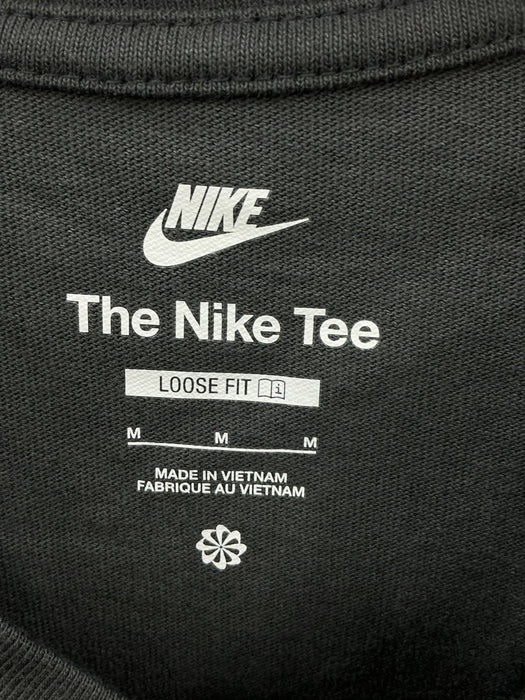 NIKE
The Nike Tee
LOOSE FIT
M M M
MADE IN VIETNAM
FABRIQUE AU VIETNAM